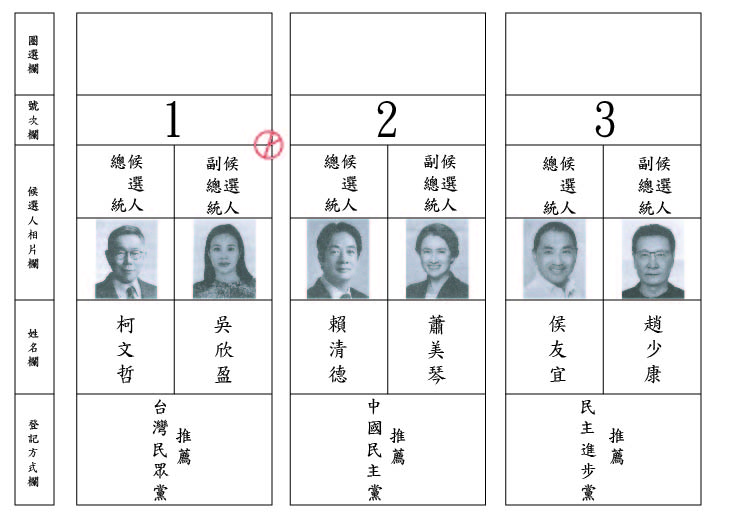 圈選欄
號次欄
1
2
3
候選人相片欄
總統
候選人
副總統
候選人
總統
候選人
副總統
候選人
總統
候選人
副總統
候選人
姓名欄
柯文哲
吳欣盈
賴清德
蕭美琴
侯友宜
趙少康
登記方式欄
台灣民眾黨
推薦
中國民主黨
推薦
民主進步黨
推薦